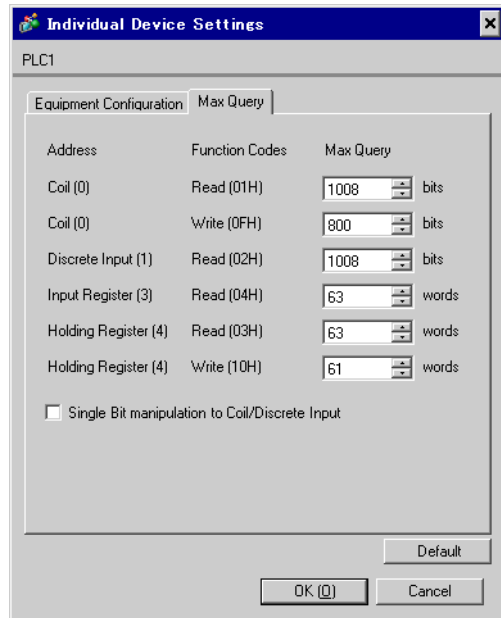 Individual Device Settings
PLC1
Equipment Configuration Max Query
Address Function Codes Max Query
Coil (0) Read (01H) 1008 bits
Coil (0) Write (0FH) 800 bits
Discrete Input (1) Read (02H) 1008 bits
Input Register (3) Read (04H) 63 words
Holding Register (4) Read (03H) 63 words
Holding Register (4) Write (10H) 61 words
Single Bit manipulation to Coil/Discrete Input
Default
OK (O) Cancel